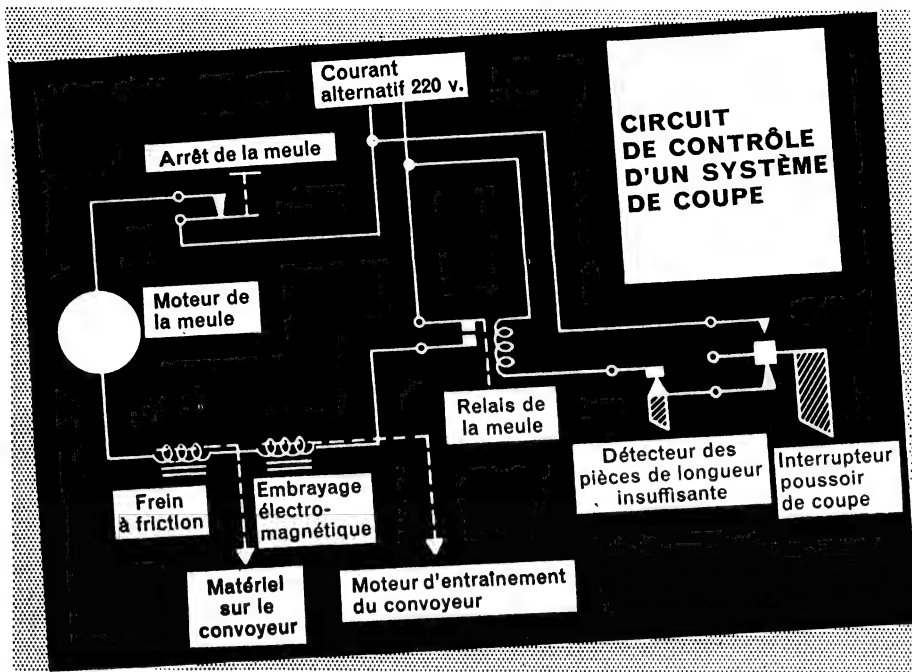 Courant
alternatif 220 v.
CIRCUIT
DE CONTRÔLE
D'UN SYSTÈME
DE COUPE
Arrêt de la meule
Moteur de
la meule
Relais de
la meule
Détecteur des
pièces de longueur
insuffisante
Interrupteur
poussoir
de coupe
Frein
à friction
Embrayage
électro-
magnétique
Matériel
sur le
convoyeur
Moteur d'entraînement
du convoyeur